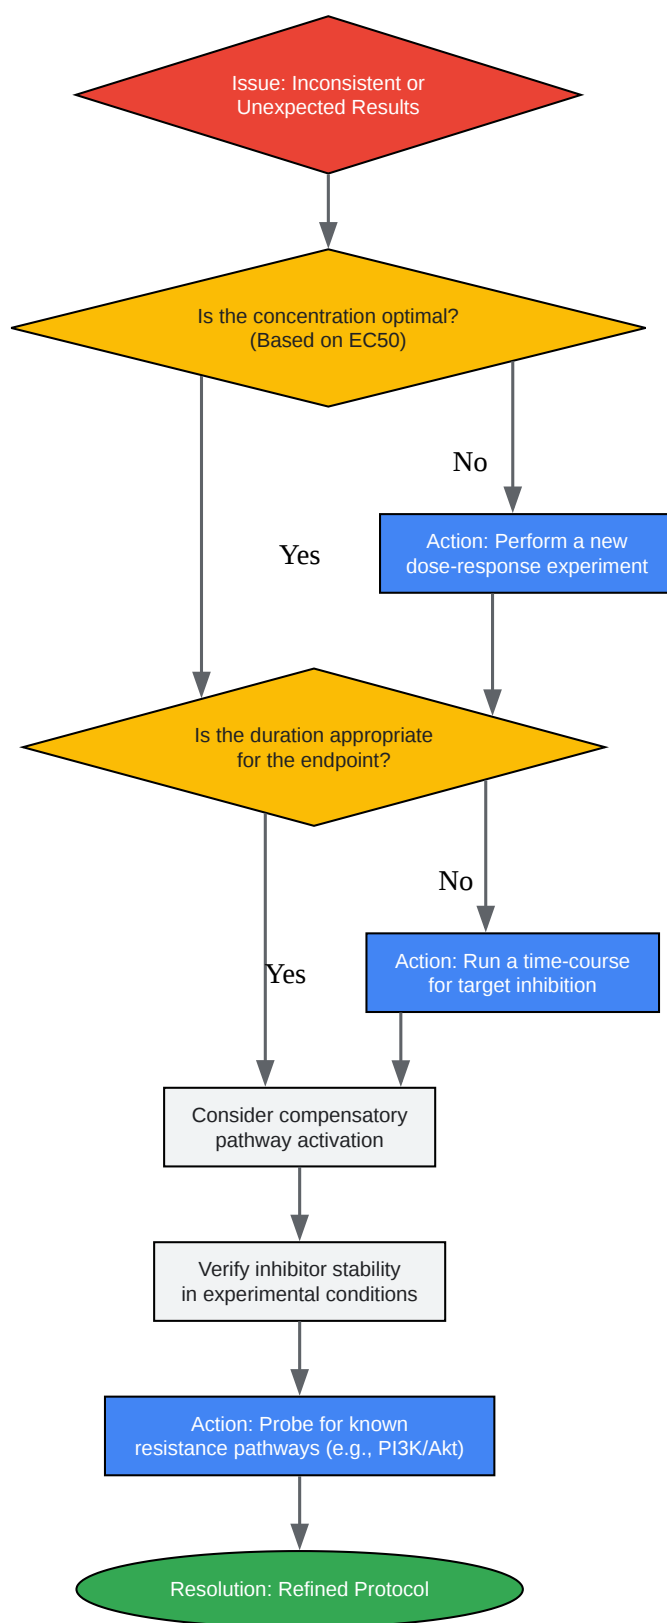 Issue: Inconsistent or
Unexpected Results
Is the concentration optimal?
(Based on EC50)
No
Action: Perform a new
dose-response experiment
Yes
Is the duration appropriate
for the endpoint?
No
Action: Run a time-course
for target inhibition
Yes
Consider compensatory
pathway activation
Verify inhibitor stability
in experimental conditions
Action: Probe for known
resistance pathways (e.g., PI3K/Akt)
Resolution: Refined Protocol